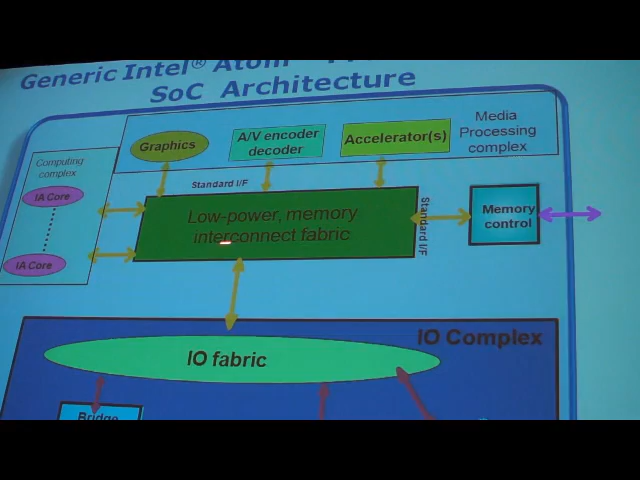 Generic Intel® Atom™
SoC Architecture
Media
Processing
complex
Graphics
A/V encoder
decoder
Accelerator(s)
Computing
complex
IA Core
IA Core
Standard I/F
Low-power, memory
interconnect fabric
Standard I/F
Memory
control
IO Complex
IO fabric
Bridge